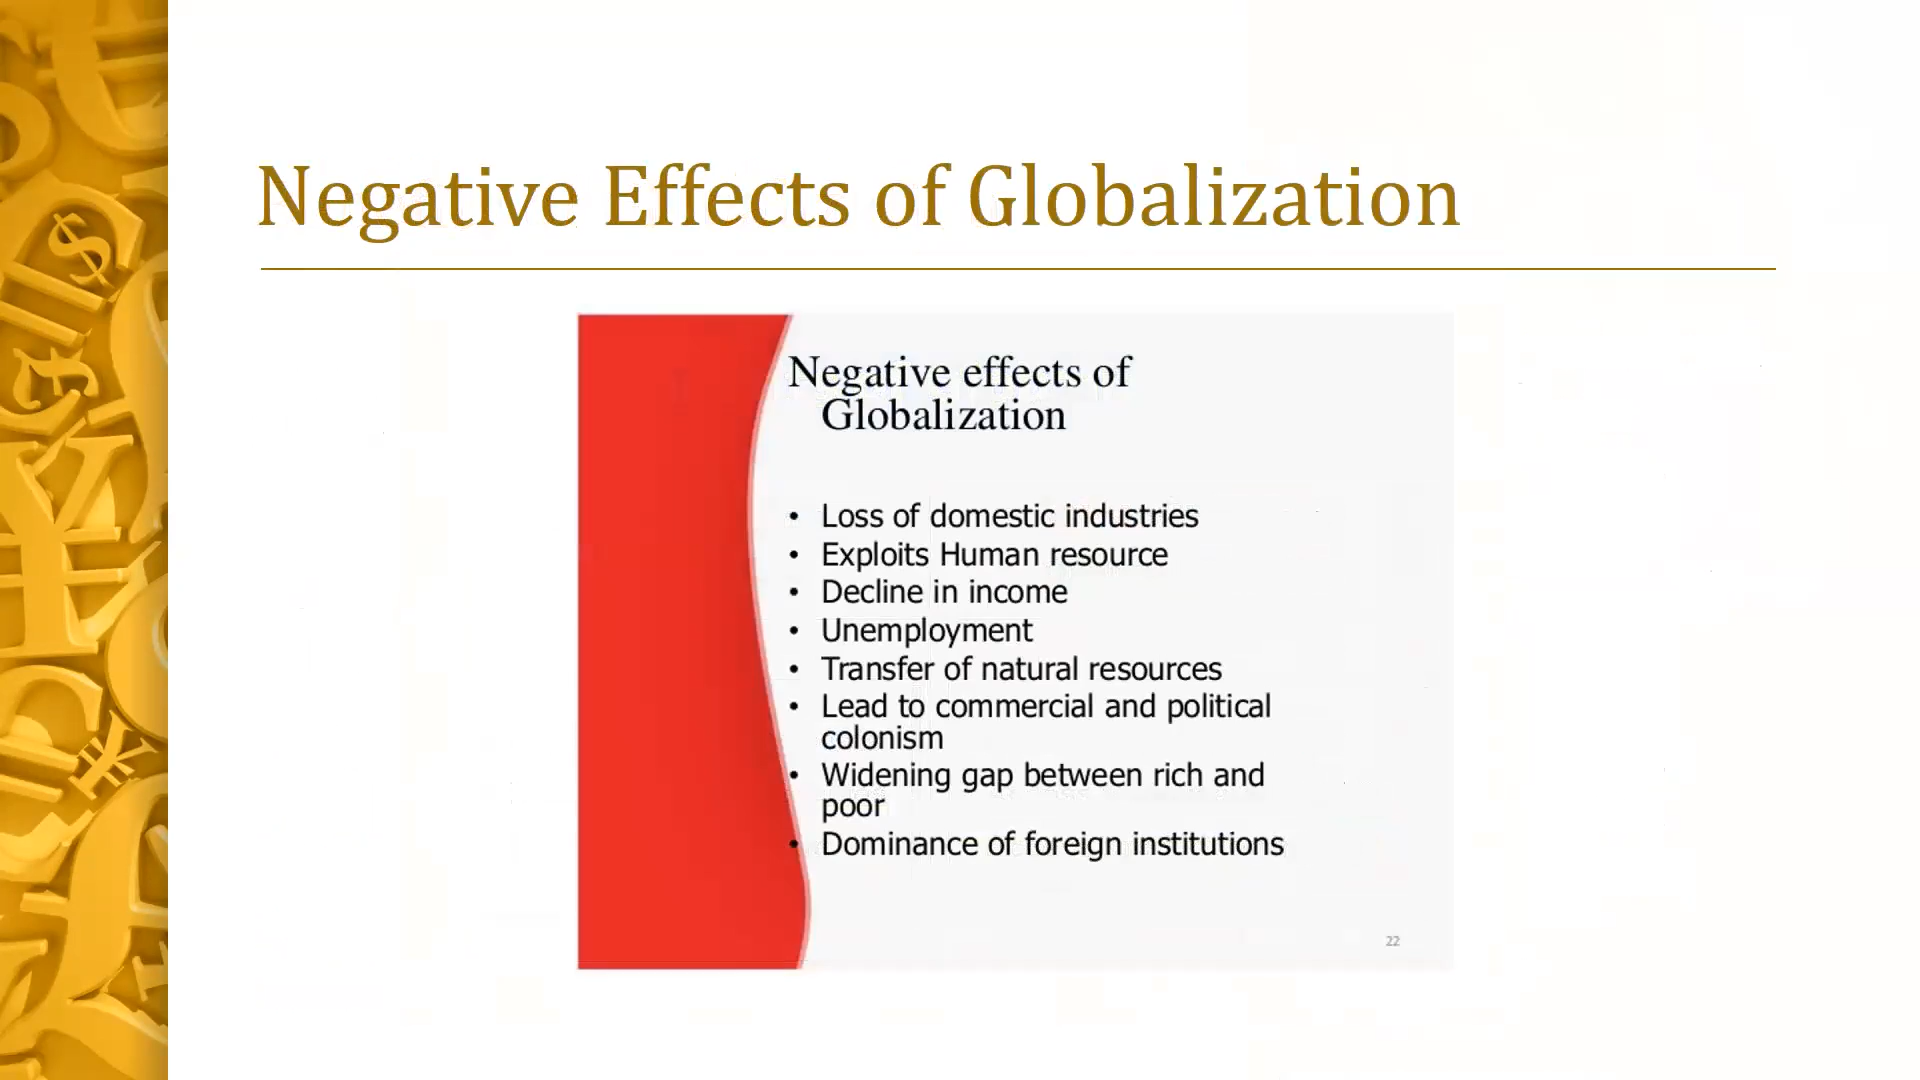 Negative Effects of Globalization
Negative effects of
Globalization
• Loss of domestic industries
• Exploits Human resource
• Decline in income
• Unemployment
• Transfer of natural resources
• Lead to commercial and political
colonism
• Widening gap between rich and
poor
• Dominance of foreign institutions
22